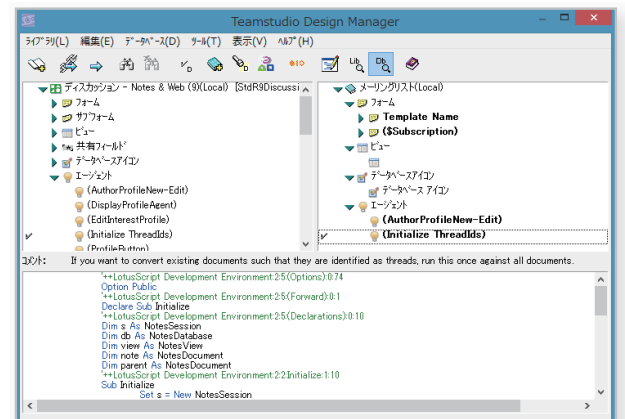 Teamstudio Design Manager
ﾗｲﾌﾞﾗﾘ(L) 編集(E) ﾃﾞｰﾀﾍﾞｰｽ(D) ﾂｰﾙ(T) 表示(V) ﾍﾙﾌﾟ(H)
Lib Db
ディスカッション - Notes & Web (9)(Local) [StdR9Discussi
フォーム
サブフォーム
ビュー
共有フィールド
データベースアイコン
エージェント
(AuthorProfileNew-Edit)
(DisplayProfileAgent)
(EditInterestProfile)
(Initialize ThreadIds)
(ProfileButton)
メーリングリスト(Local)
フォーム
Template Name
($Subscription)
ビュー
データベースアイコン
データベース アイコン
エージェント
(AuthorProfileNew-Edit)
(Initialize ThreadIds)
ｺﾒﾝﾄ: If you want to convert existing documents such that they are identified as threads, run this once against all documents.
'++LotusScript Development Environment:2:5:(Options):0:74
Option Public
'++LotusScript Development Environment:2:5:(Forward):0:1
Declare Sub Initialize
'++LotusScript Development Environment:2:5:(Declarations):0:10
Dim s As NotesSession
Dim db As NotesDatabase
Dim view As NotesView
Dim note As NotesDocument
Dim parent As NotesDocument
'++LotusScript Development Environment:2:2:Initialize:1:10
Sub Initialize
Set s = New NotesSession